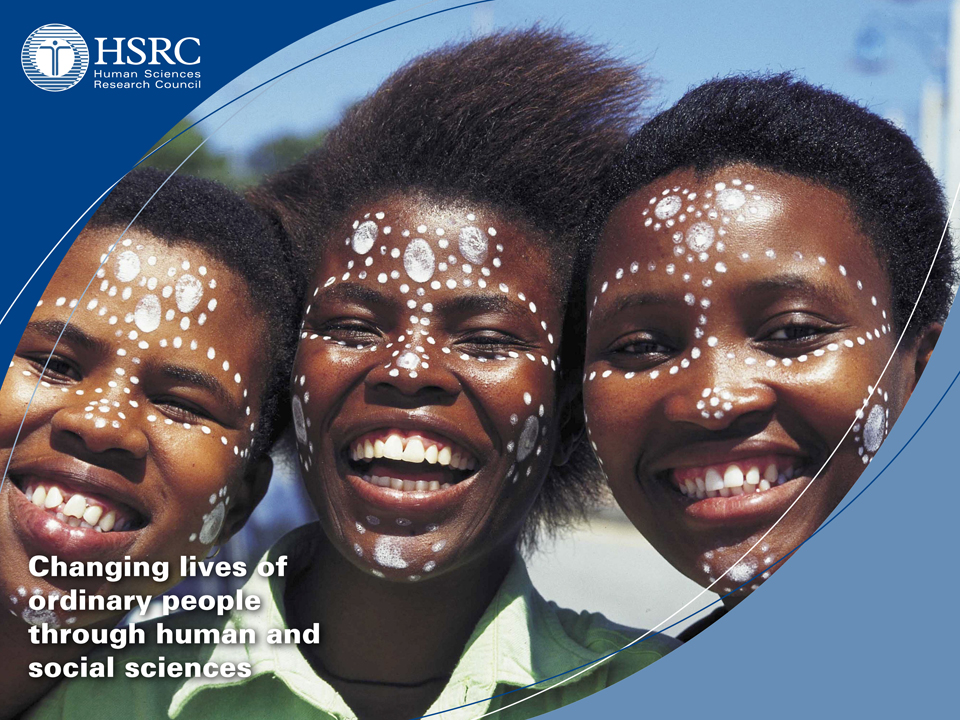 HSRC
Human Sciences
Research Council
Changing lives of
ordinary people
through human and
social sciences